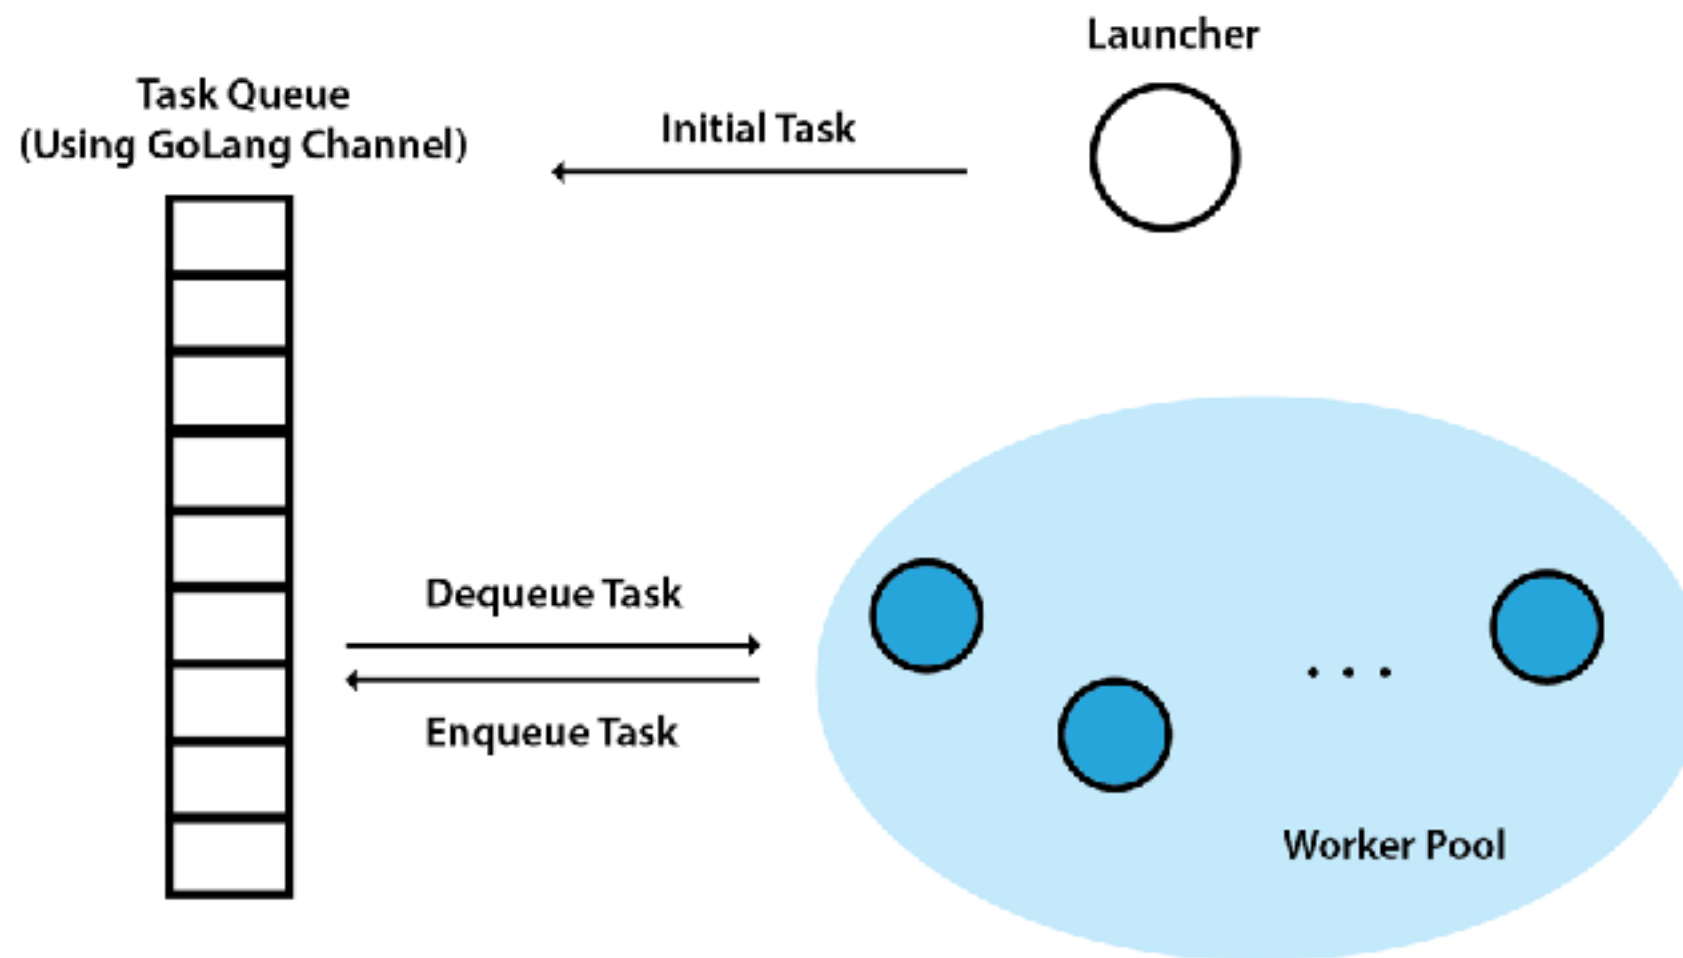 Launcher
Task Queue
(Using GoLang Channel)
Initial Task
Dequeue Task
Enqueue Task
. . .
Worker Pool